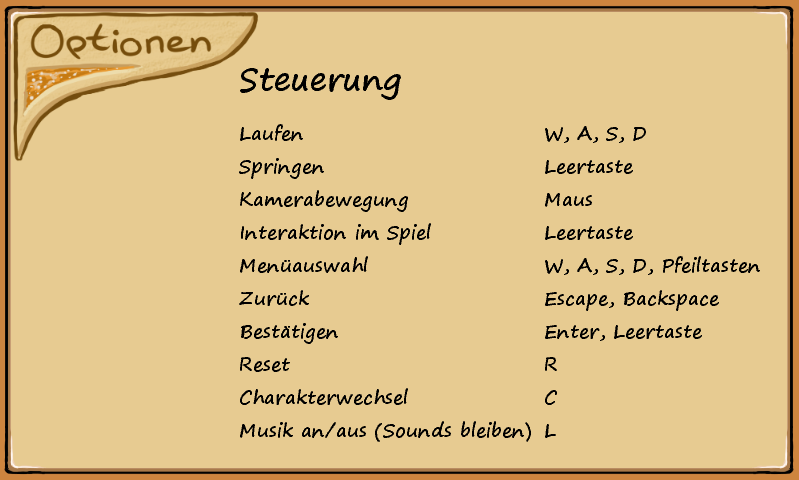 Optionen
Steuerung
Laufen W, A, S, D
Springen Leertaste
Kamerabewegung Maus
Interaktion im Spiel Leertaste
Menüauswahl W, A, S, D, Pfeiltasten
Zurück Escape, Backspace
Bestätigen Enter, Leertaste
Reset R
Charakterwechsel C
Musik an/aus (Sounds bleiben) L